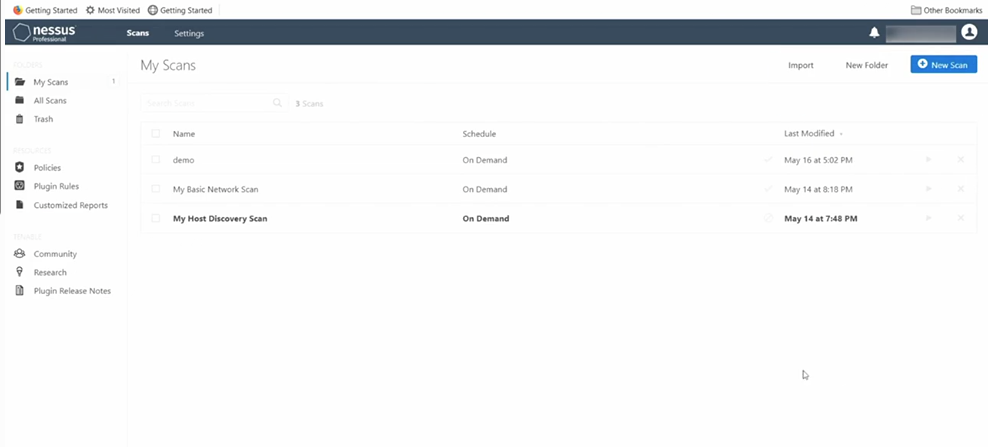 Getting Started Most Visited Getting Started Other Bookmarks
nessus Professional Scans Settings
FOLDERS
My Scans 1
All Scans
Trash
RESOURCES
Policies
Plugin Rules
Customized Reports
TENABLE
Community
Research
Plugin Release Notes
My Scans Import New Folder New Scan
Search Scans 3 Scans
Name Schedule Last Modified
demo On Demand May 16 at 5:02 PM
My Basic Network Scan On Demand May 14 at 8:18 PM
My Host Discovery Scan On Demand May 14 at 7:48 PM